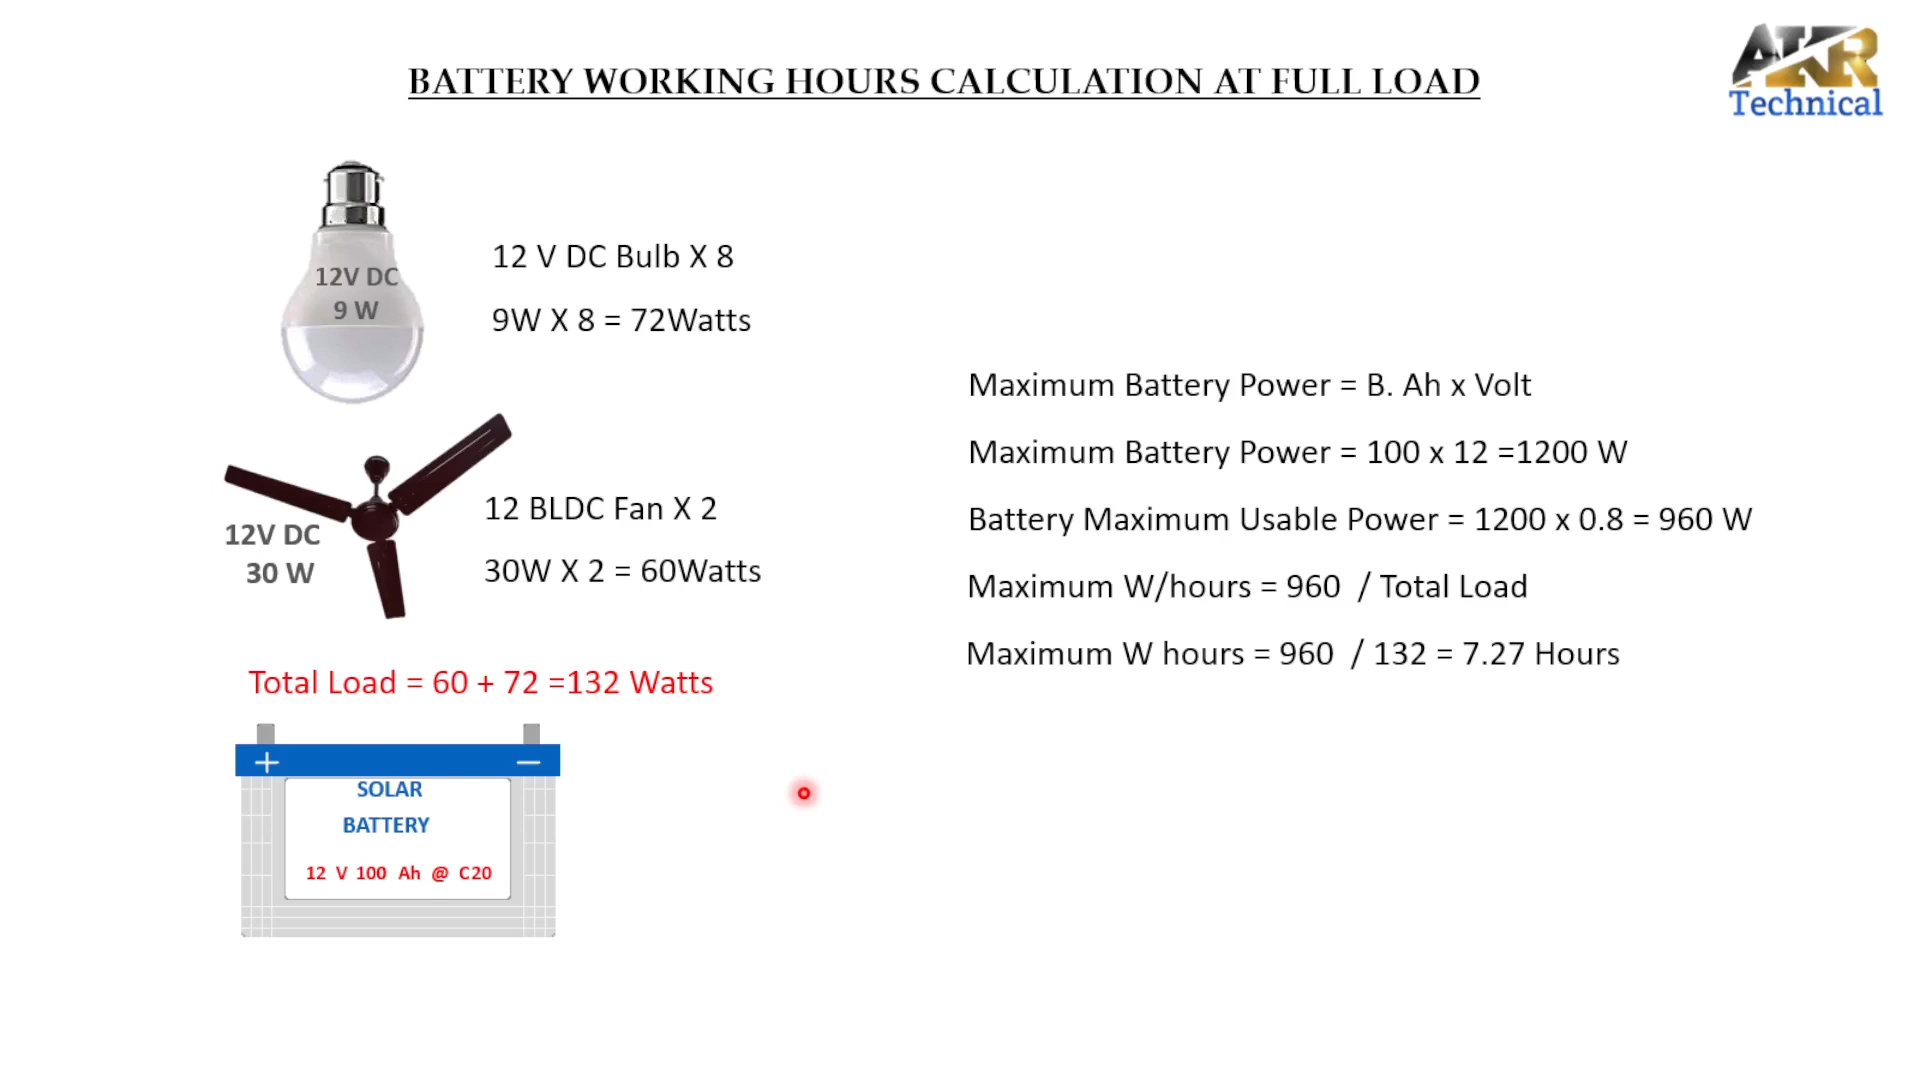 BATTERY WORKING HOURS CALCULATION AT FULL LOAD
AKR
Technical
12V DC
9 W
12 V DC Bulb X 8
9W X 8 = 72Watts
12V DC
30 W
12 BLDC Fan X 2
30W X 2 = 60Watts
Total Load = 60 + 72 =132 Watts
+ −
SOLAR
BATTERY
12 V 100 Ah @ C20
Maximum Battery Power = B. Ah x Volt
Maximum Battery Power = 100 x 12 =1200 W
Battery Maximum Usable Power = 1200 x 0.8 = 960 W
Maximum W/hours = 960 / Total Load
Maximum W hours = 960 / 132 = 7.27 Hours